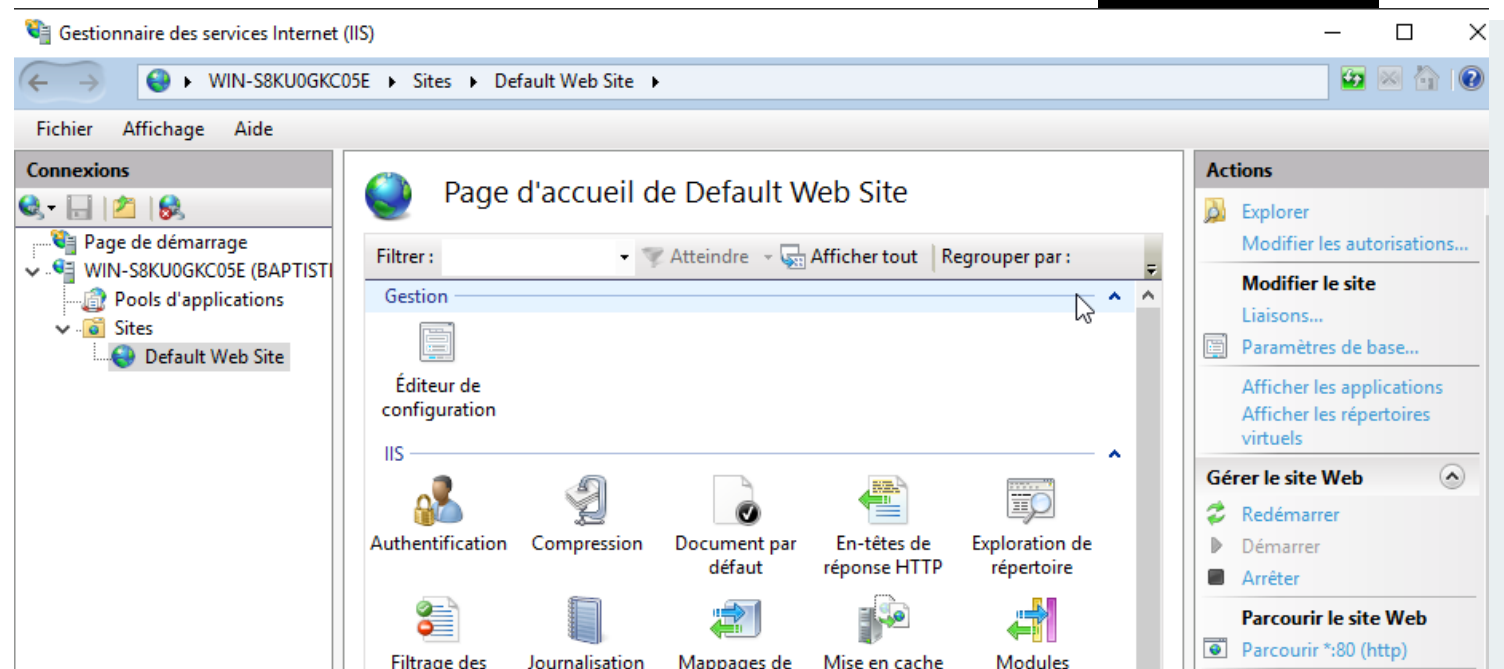 Gestionnaire des services Internet (IIS)
WIN-S8KU0GKC05E Sites Default Web Site
Fichier Affichage Aide
Connexions
Page de démarrage
WIN-S8KU0GKC05E (BAPTISTI
Pools d'applications
Sites
Default Web Site
Page d'accueil de Default Web Site
Filtrer : Atteindre Afficher tout Regrouper par :
Gestion
Éditeur de
configuration
IIS
Authentification
Compression
Document par
défaut
En-têtes de
réponse HTTP
Exploration de
répertoire
Filtrage des
Journalisation
Mappages de
Mise en cache
Modules
Actions
Explorer
Modifier les autorisations...
Modifier le site
Liaisons...
Paramètres de base...
Afficher les applications
Afficher les répertoires
virtuels
Gérer le site Web
Redémarrer
Démarrer
Arrêter
Parcourir le site Web
Parcourir *:80 (http)